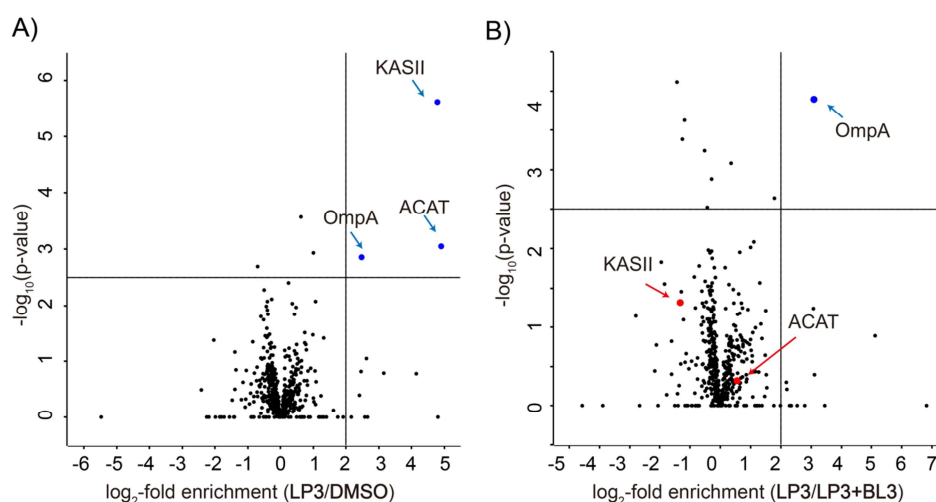 A)
KASII
OmpA
ACAT
-log10(p-value)
6
5
4
3
2
1
0
-6 -5 -4 -3 -2 -1 0 1 2 3 4 5
log2-fold enrichment (LP3/DMSO)
B)
OmpA
KASII
ACAT
-log10(p-value)
4
3
2
1
0
-5 -4 -3 -2 -1 0 1 2 3 4 5 6 7
log2-fold enrichment (LP3/LP3+BL3)